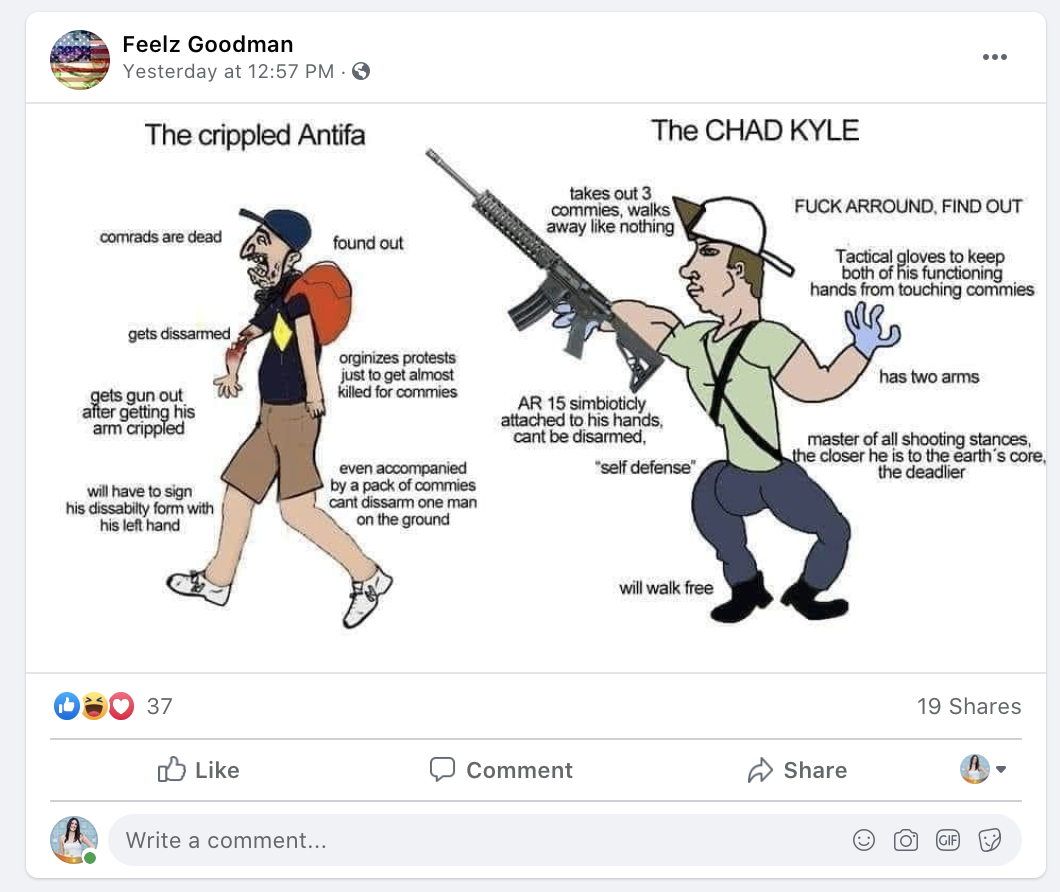 Feelz Goodman
Yesterday at 12:57 PM ·
The crippled Antifa
The CHAD KYLE
comrads are dead
found out
gets dissarmed
orginizes protests
just to get almost
killed for commies
gets gun out
after getting his
arm crippled
even accompanied
by a pack of commies
cant dissarm one man
on the ground
will have to sign
his dissabilty form with
his left hand
takes out 3
commies, walks
away like nothing
FUCK ARROUND, FIND OUT
Tactical gloves to keep
both of his functioning
hands from touching commies
has two arms
AR 15 simbioticly
attached to his hands,
cant be disarmed,
"self defense"
master of all shooting stances,
the closer he is to the earth´s core,
the deadlier
will walk free
37
19 Shares
Like
Comment
Share
Write a comment...
GIF